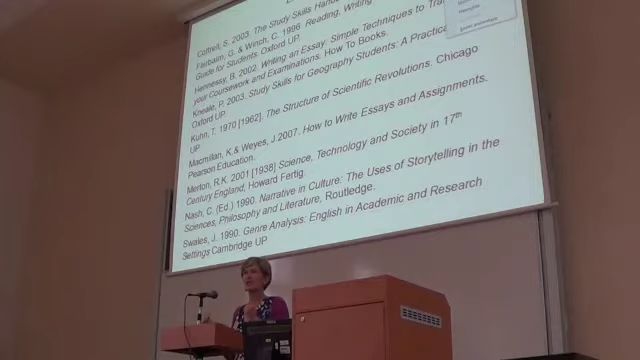 Cottrell, S. 2003. The Study Skills
Fairbairn, G. & Winch, C. 1996. Reading, Writing
Guide for Students. Oxford UP.
Hennessy, B. 2002. Writing an Essay: Simple Techniques to
your Coursework and Examinations. How To Books.
Kneale, P. 2003. Study Skills for Geography Students: A Practical
Oxford UP.
Kuhn, T. 1970 [1962]. The Structure of Scientific Revolutions. Chicago
UP
Macmillan, K.& Weyes, J.2007. How to Write Essays and Assignments.
Pearson Education.
Merton, R.K. 2001 [1938] Science, Technology and Society in 17th
Century England, Howard Fertig.
Nash, C. (Ed.) 1990. Narrative in Culture: The Uses of Storytelling in the
Sciences, Philosophy and Literature, Routledge.
Swales, J. 1990. Genre Analysis: English in Academic and Research
Settings Cambridge UP